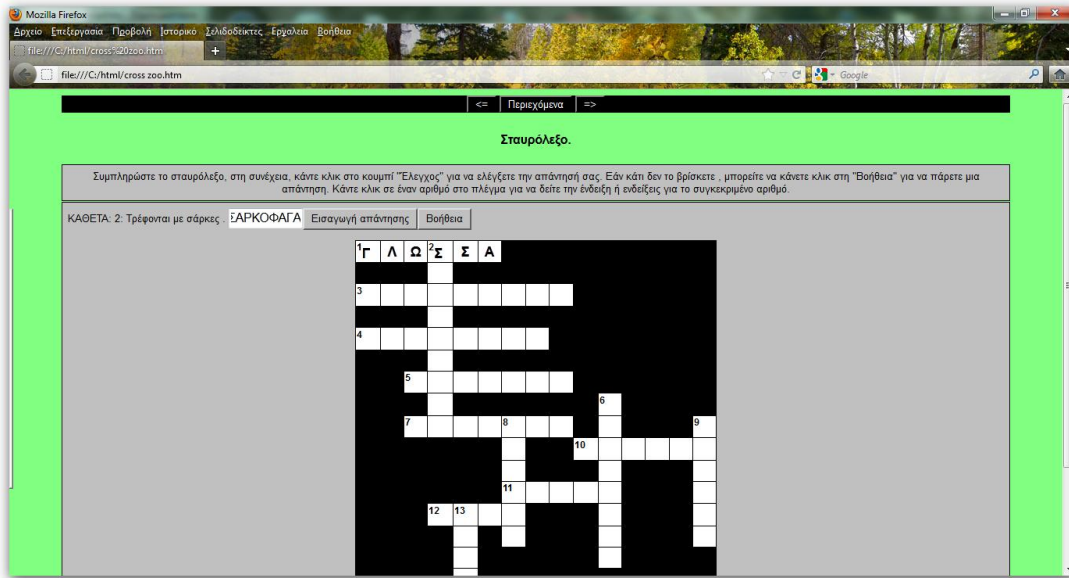 Mozilla Firefox
Αρχείο Επεξεργασία Προβολή Ιστορικό Σελιδοδείκτες Εργαλεία Βοήθεια
file:///C:/html/cross%20zoo.htm +
file:///C:/html/cross zoo.htm Google
<= Περιεχόμενα =>
Σταυρόλεξο.
Συμπληρώστε το σταυρόλεξο, στη συνέχεια, κάντε κλικ στο κουμπί "Έλεγχος" για να ελέγξετε την απάντησή σας. Εάν κάτι δεν το βρίσκετε , μπορείτε να κάνετε κλικ στη "Βοήθεια" για να πάρετε μια
απάντηση. Κάντε κλικ σε έναν αριθμό στο πλέγμα για να δείτε την ένδειξη ή ενδείξεις για το συγκεκριμένο αριθμό.
ΚΑΘΕΤΑ: 2: Τρέφονται με σάρκες . ΣΑΡΚΟΦΑΓΑ Εισαγωγή απάντησης Βοήθεια
1 Γ Λ Ω 2 Σ Σ Α
3
4
5
6
7 8 9
10
11
12 13